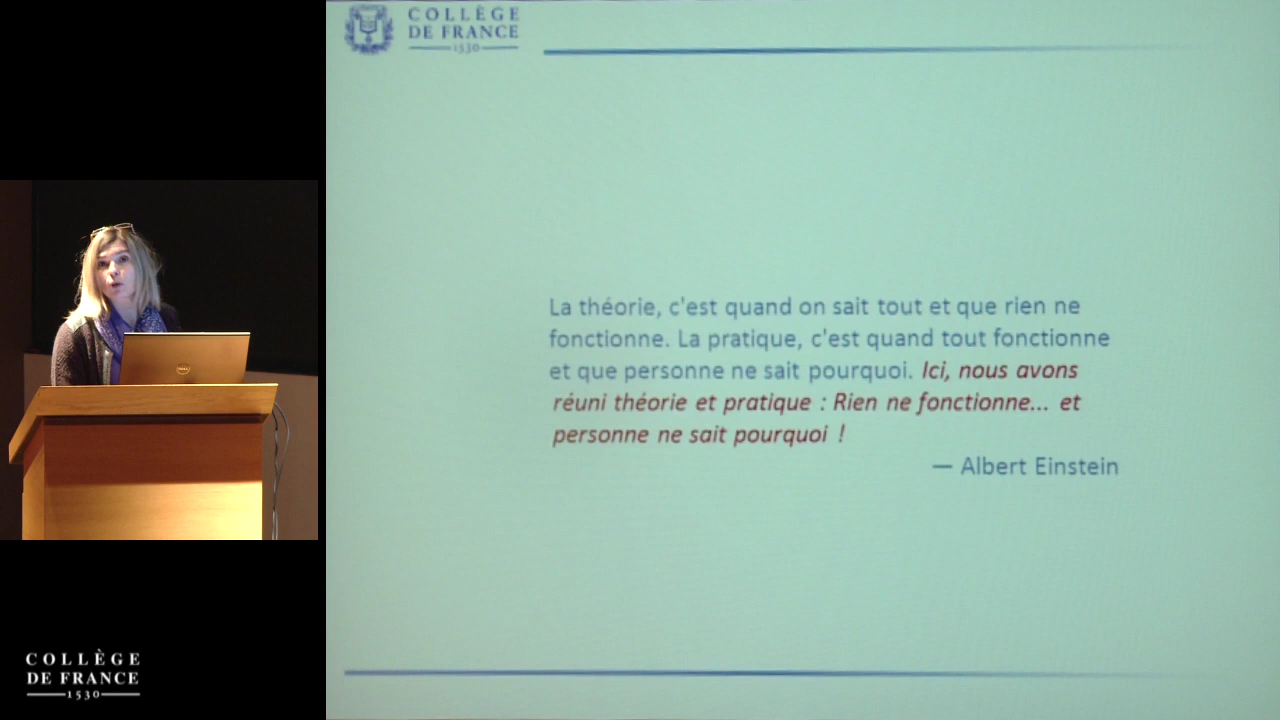 COLLÈGE
DE FRANCE
1530
La théorie, c'est quand on sait tout et que rien ne
fonctionne. La pratique, c'est quand tout fonctionne
et que personne ne sait pourquoi. Ici, nous avons
réuni théorie et pratique : Rien ne fonctionne... et
personne ne sait pourquoi !
— Albert Einstein
DELL
COLLÈGE
DE FRANCE
1530